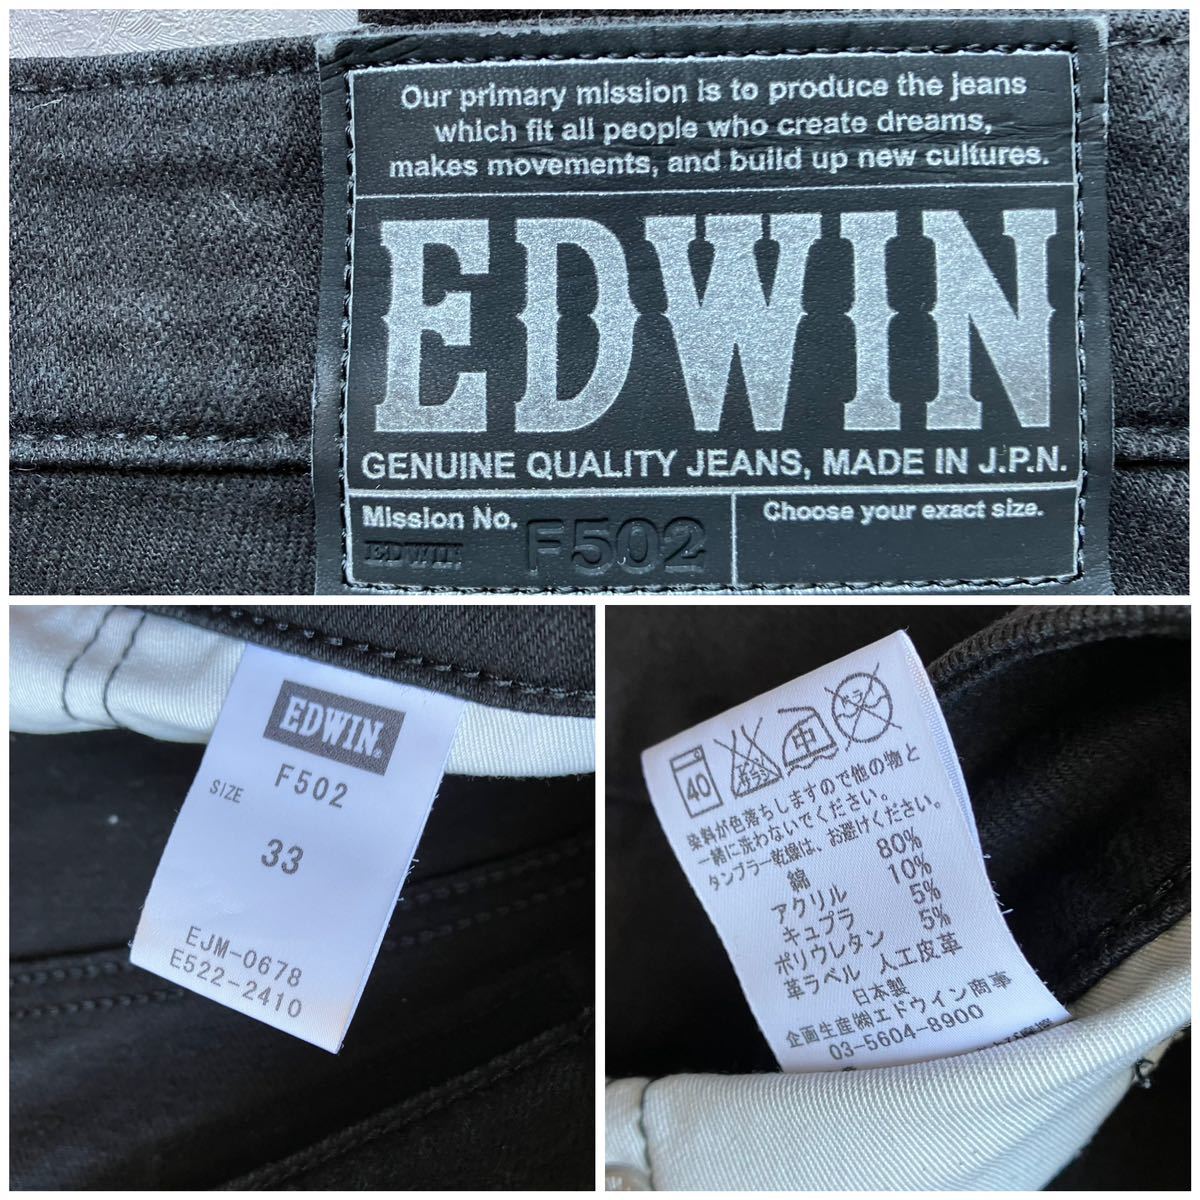 Our primary mission is to produce the jeans
which fit all people who create dreams,
makes movements, and build up new cultures.
EDWIN
GENUINE QUALITY JEANS, MADE IN J.P.N.
Mission No.
EDWIN
F502
Choose your exact size.
EDWIN
F502
SIZE
33
EJM-0678
E522-2410
40
中
ドライ
染料が色落ちしますので他の物と
一緒に洗わないでください。
タンブラー乾燥は、お避けください。
綿 80%
アクリル 10%
キュプラ 5%
ポリウレタン 5%
革ラベル 人工皮革
日本製
企画生産㈱エドウイン商事
03-5604-8900